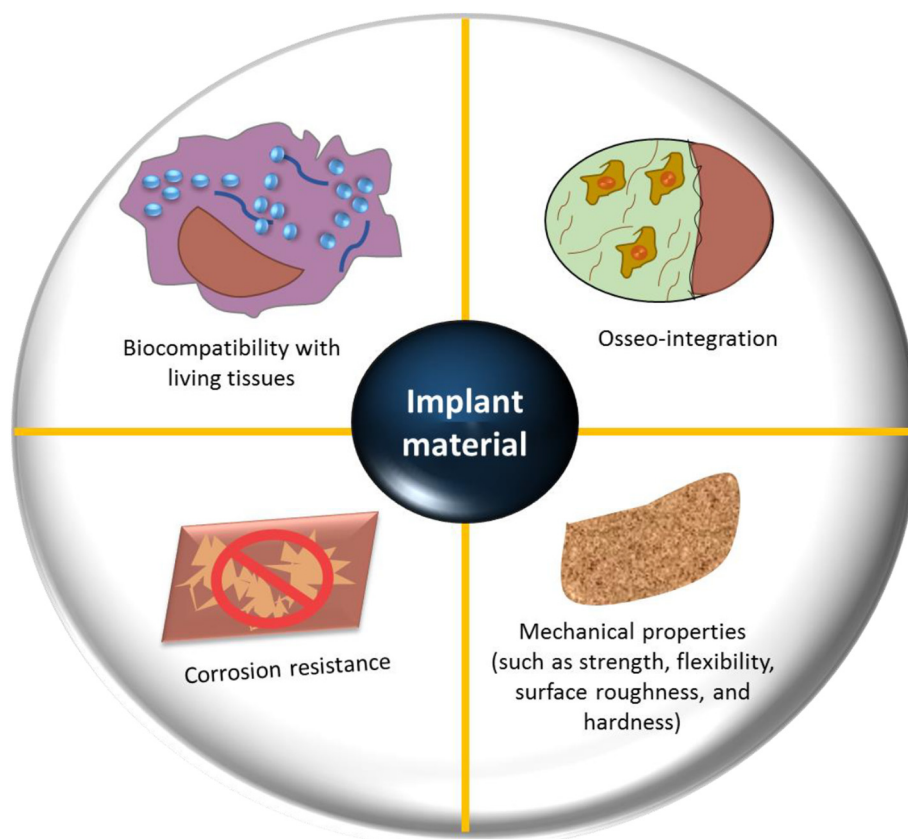 Biocompatibility with
living tissues
Osseo-integration
Implant
material
Corrosion resistance
Mechanical properties
(such as strength, flexibility,
surface roughness, and
hardness)